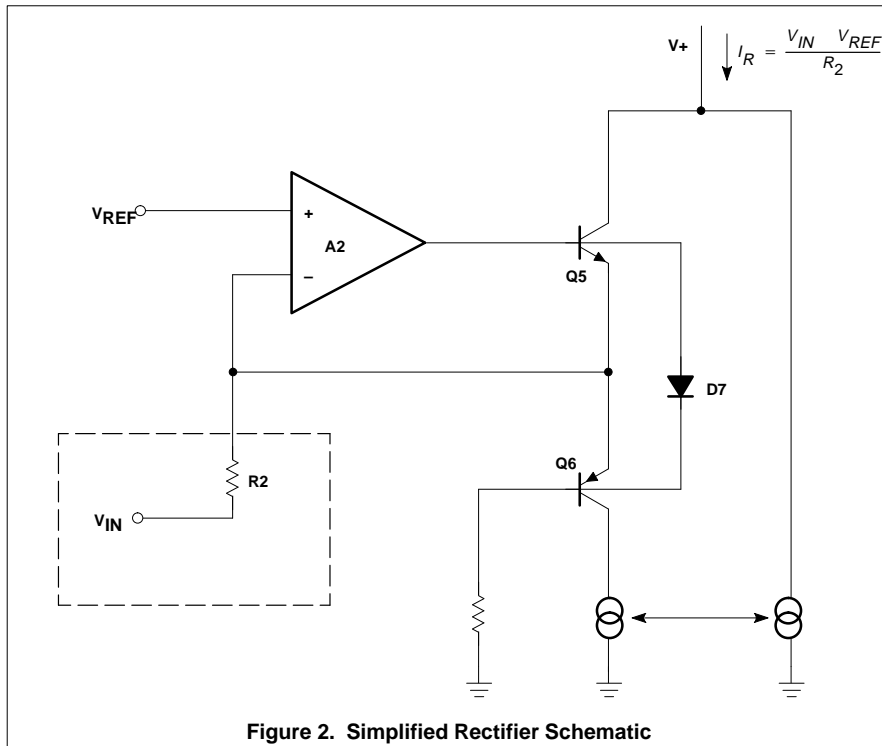 V+
I_R = V_IN V_REF / R_2
V_REF
+
A2
–
Q5
D7
Q6
R2
V_IN
Figure 2. Simplified Rectifier Schematic